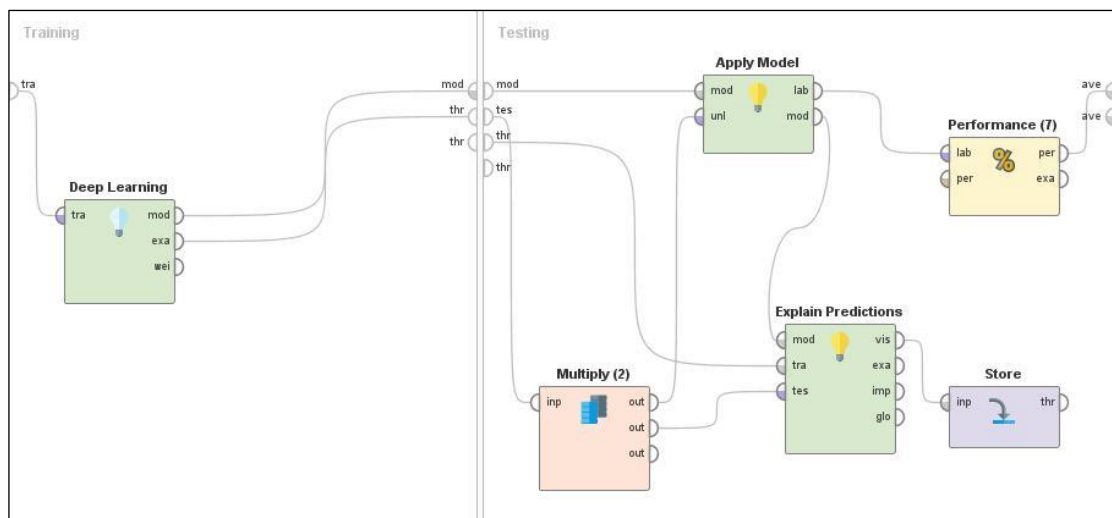 Training
tra
Deep Learning
tra
mod
exa
wei
mod
thr
thr
Testing
mod
tes
thr
thr
Apply Model
mod
lab
unl
mod
Performance (7)
lab
per
per
exa
ave
ave
Multiply (2)
inp
out
out
out
Explain Predictions
mod
vis
tra
exa
tes
imp
glo
Store
inp
thr